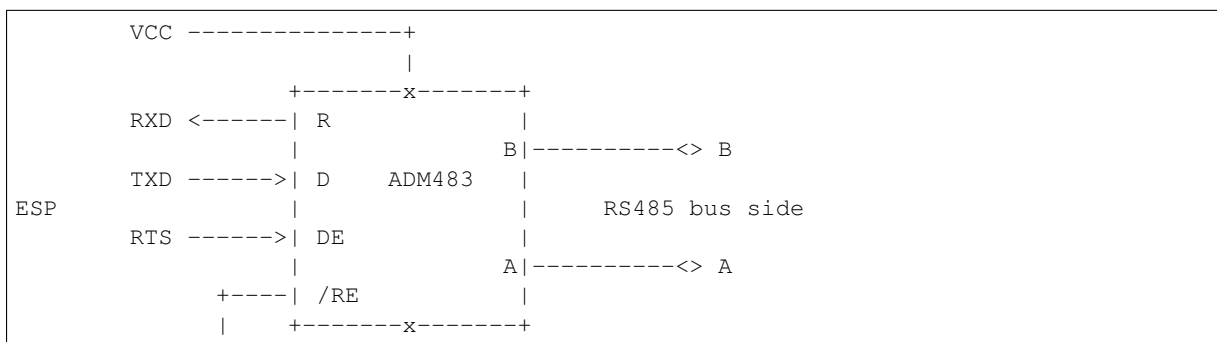 VCC ---------------+
|
+-------x-------+
RXD <------| R |
| B|----------<> B
TXD ------>| D ADM483 |
ESP | | RS485 bus side
RTS ------>| DE |
| A|----------<> A
+----| /RE |
| +-------x-------+